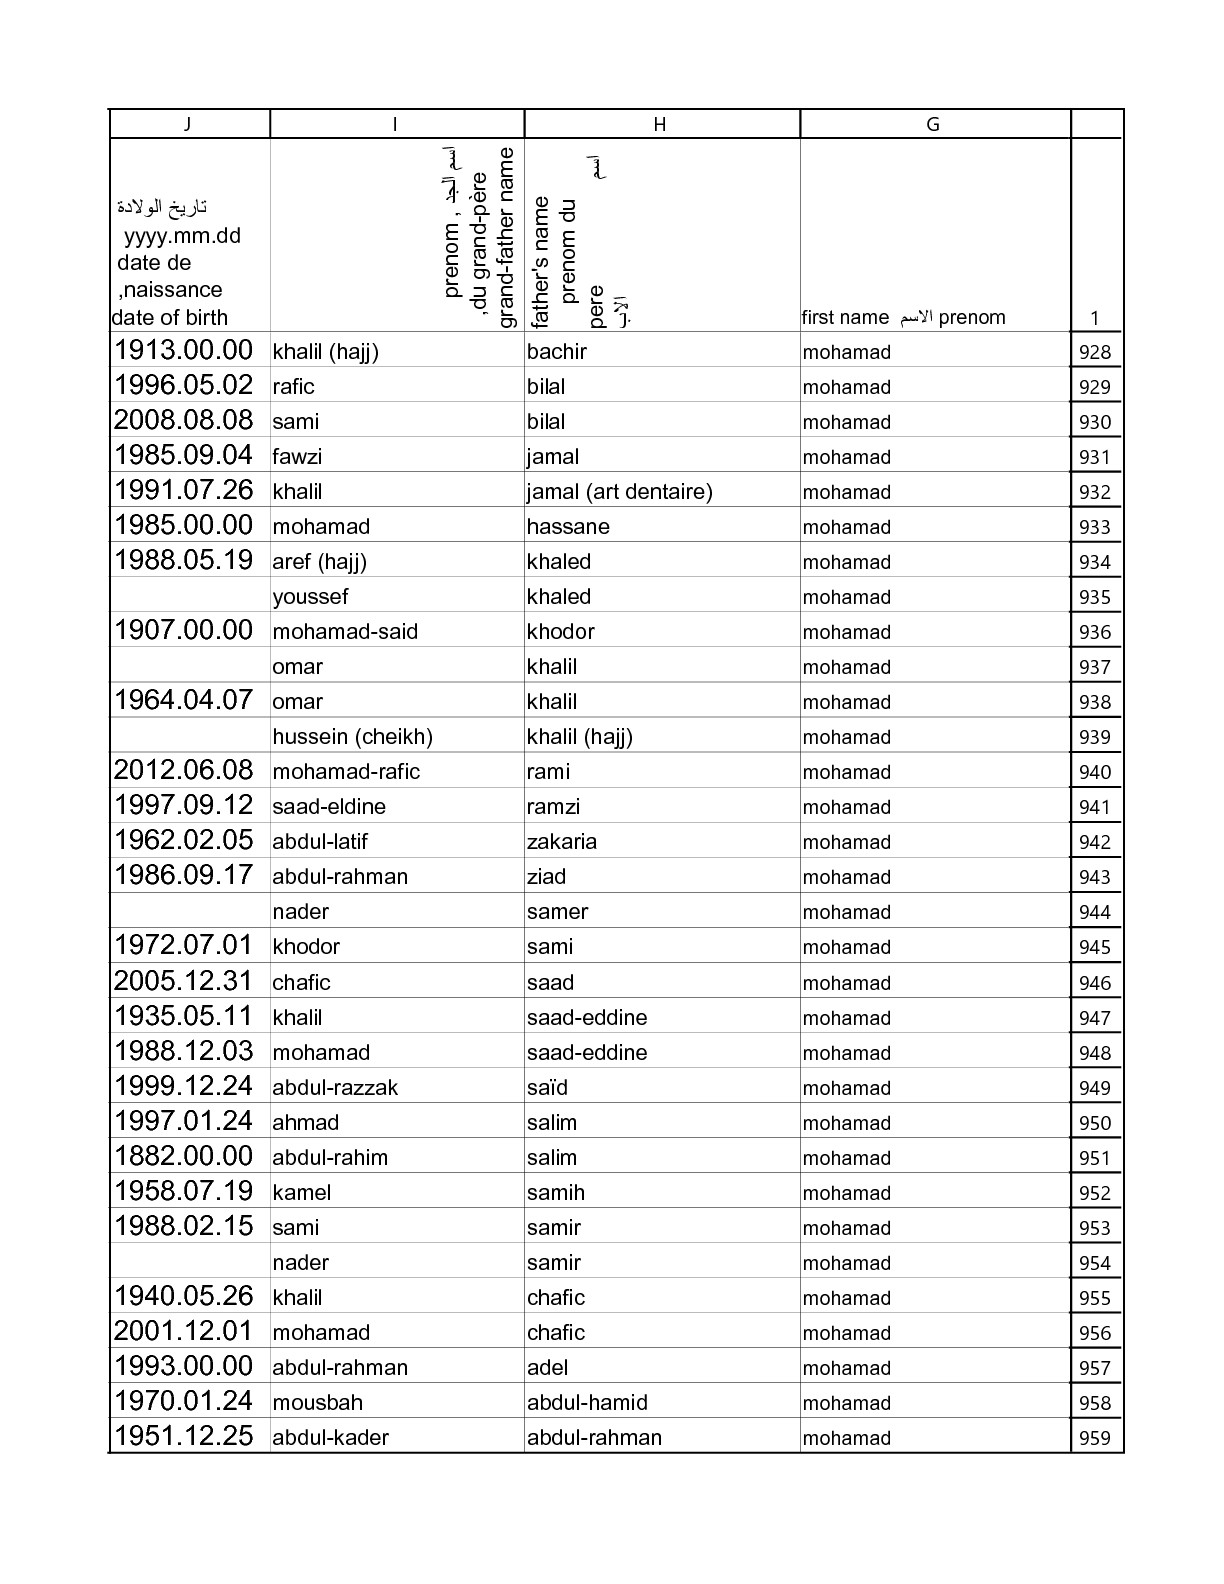 J I H G
تاريخ الولادة
yyyy.mm.dd
date de
,naissance
date of birth
اسم الجد , prenom
,du grand-père
grand-father name
father's name
اسم prenom du
pere
الاب
first name الاسم prenom 1
1913.00.00 khalil (hajj) bachir mohamad 928
1996.05.02 rafic bilal mohamad 929
2008.08.08 sami bilal mohamad 930
1985.09.04 fawzi jamal mohamad 931
1991.07.26 khalil jamal (art dentaire) mohamad 932
1985.00.00 mohamad hassane mohamad 933
1988.05.19 aref (hajj) khaled mohamad 934
youssef khaled mohamad 935
1907.00.00 mohamad-said khodor mohamad 936
omar khalil mohamad 937
1964.04.07 omar khalil mohamad 938
hussein (cheikh) khalil (hajj) mohamad 939
2012.06.08 mohamad-rafic rami mohamad 940
1997.09.12 saad-eldine ramzi mohamad 941
1962.02.05 abdul-latif zakaria mohamad 942
1986.09.17 abdul-rahman ziad mohamad 943
nader samer mohamad 944
1972.07.01 khodor sami mohamad 945
2005.12.31 chafic saad mohamad 946
1935.05.11 khalil saad-eddine mohamad 947
1988.12.03 mohamad saad-eddine mohamad 948
1999.12.24 abdul-razzak saïd mohamad 949
1997.01.24 ahmad salim mohamad 950
1882.00.00 abdul-rahim salim mohamad 951
1958.07.19 kamel samih mohamad 952
1988.02.15 sami samir mohamad 953
nader samir mohamad 954
1940.05.26 khalil chafic mohamad 955
2001.12.01 mohamad chafic mohamad 956
1993.00.00 abdul-rahman adel mohamad 957
1970.01.24 mousbah abdul-hamid mohamad 958
1951.12.25 abdul-kader abdul-rahman mohamad 959